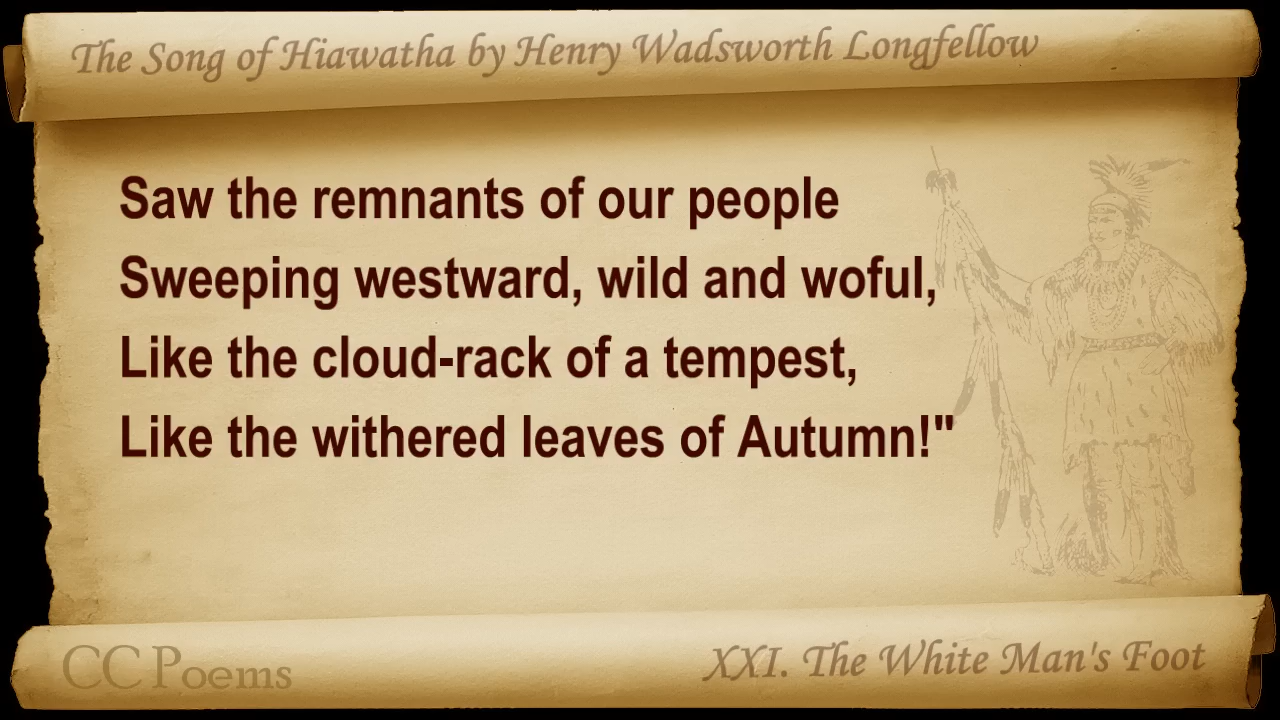 The Song of Hiawatha by Henry Wadsworth Longfellow
Saw the remnants of our people
Sweeping westward, wild and woful,
Like the cloud-rack of a tempest,
Like the withered leaves of Autumn!"
CC Poems
XXI. The White Man's Foot